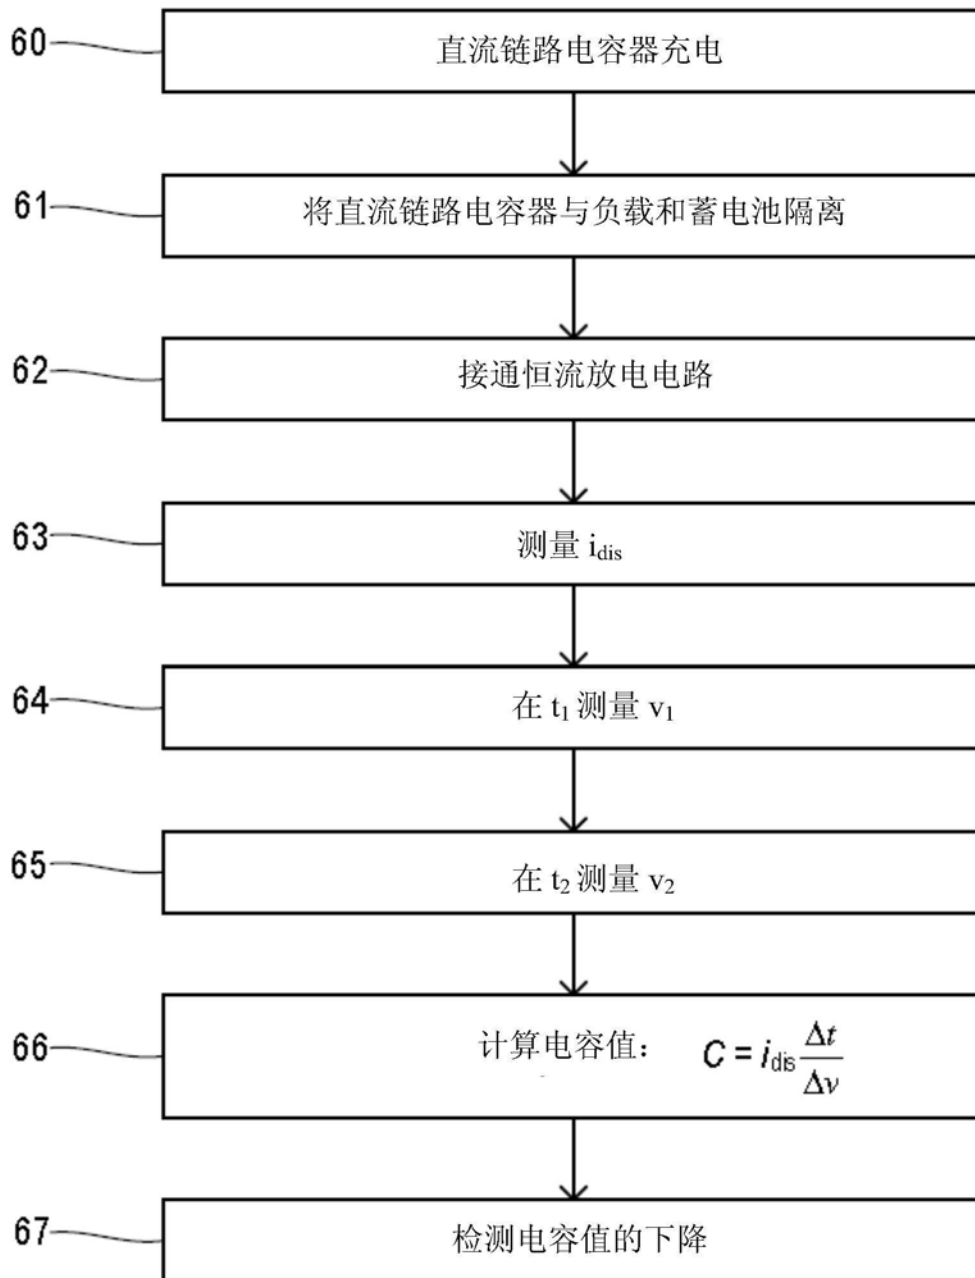 60 直流链路电容器充电
61 将直流链路电容器与负载和蓄电池隔离
62 接通恒流放电电路
63 测量 i_dis
64 在 t₁ 测量 v₁
65 在 t₂ 测量 v₂
66 计算电容值： C = i_dis Δt/Δv
67 检测电容值的下降